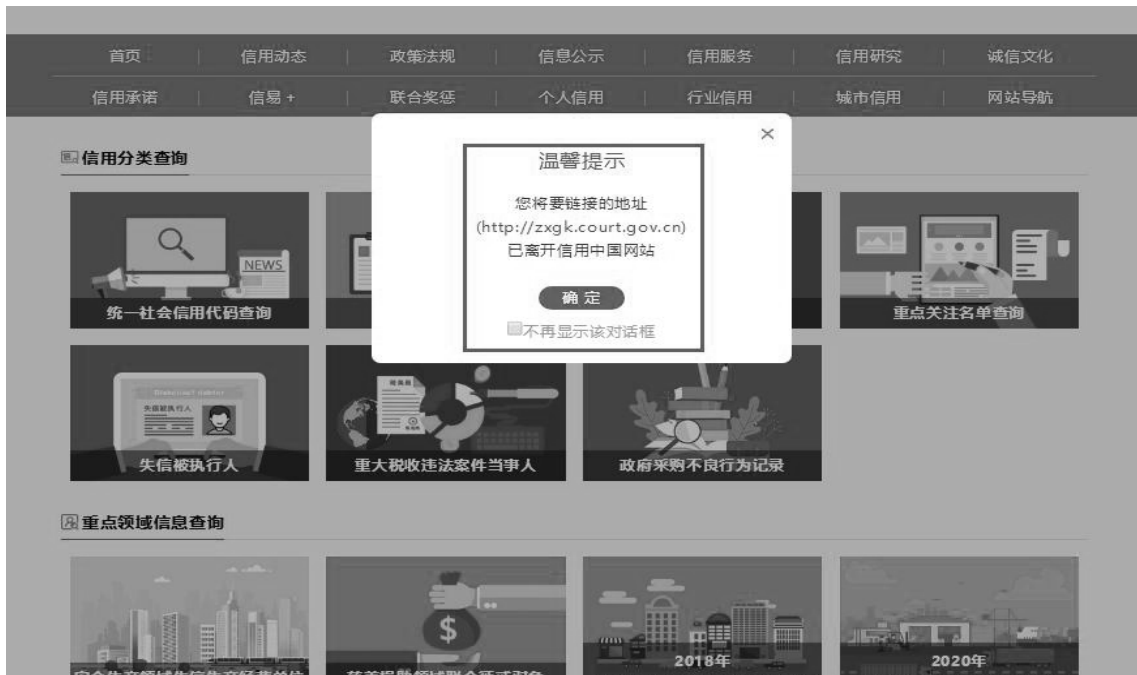 首页 信用动态 政策法规 信息公示 信用服务 信用研究 诚信文化
信用承诺 信易+ 联合奖惩 个人信用 行业信用 城市信用 网站导航
信用分类查询
×
温馨提示
您将要链接的地址
(http://zxgk.court.gov.cn)
已离开信用中国网站
确定
不再显示该对话框
NEWS
统一社会信用代码查询
重点关注名单查询
失信被执行人
失信被执行人
重大税收违法案件当事人
政府采购不良行为记录
重点领域信息查询
$
2018年
2020年